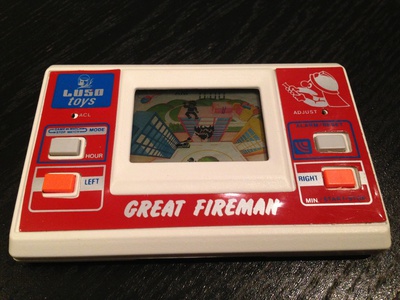 LUSO
toys
ACL
ADJUST
MODE
HOUR
LEFT
RIGHT
MIN.
GREAT FIREMAN